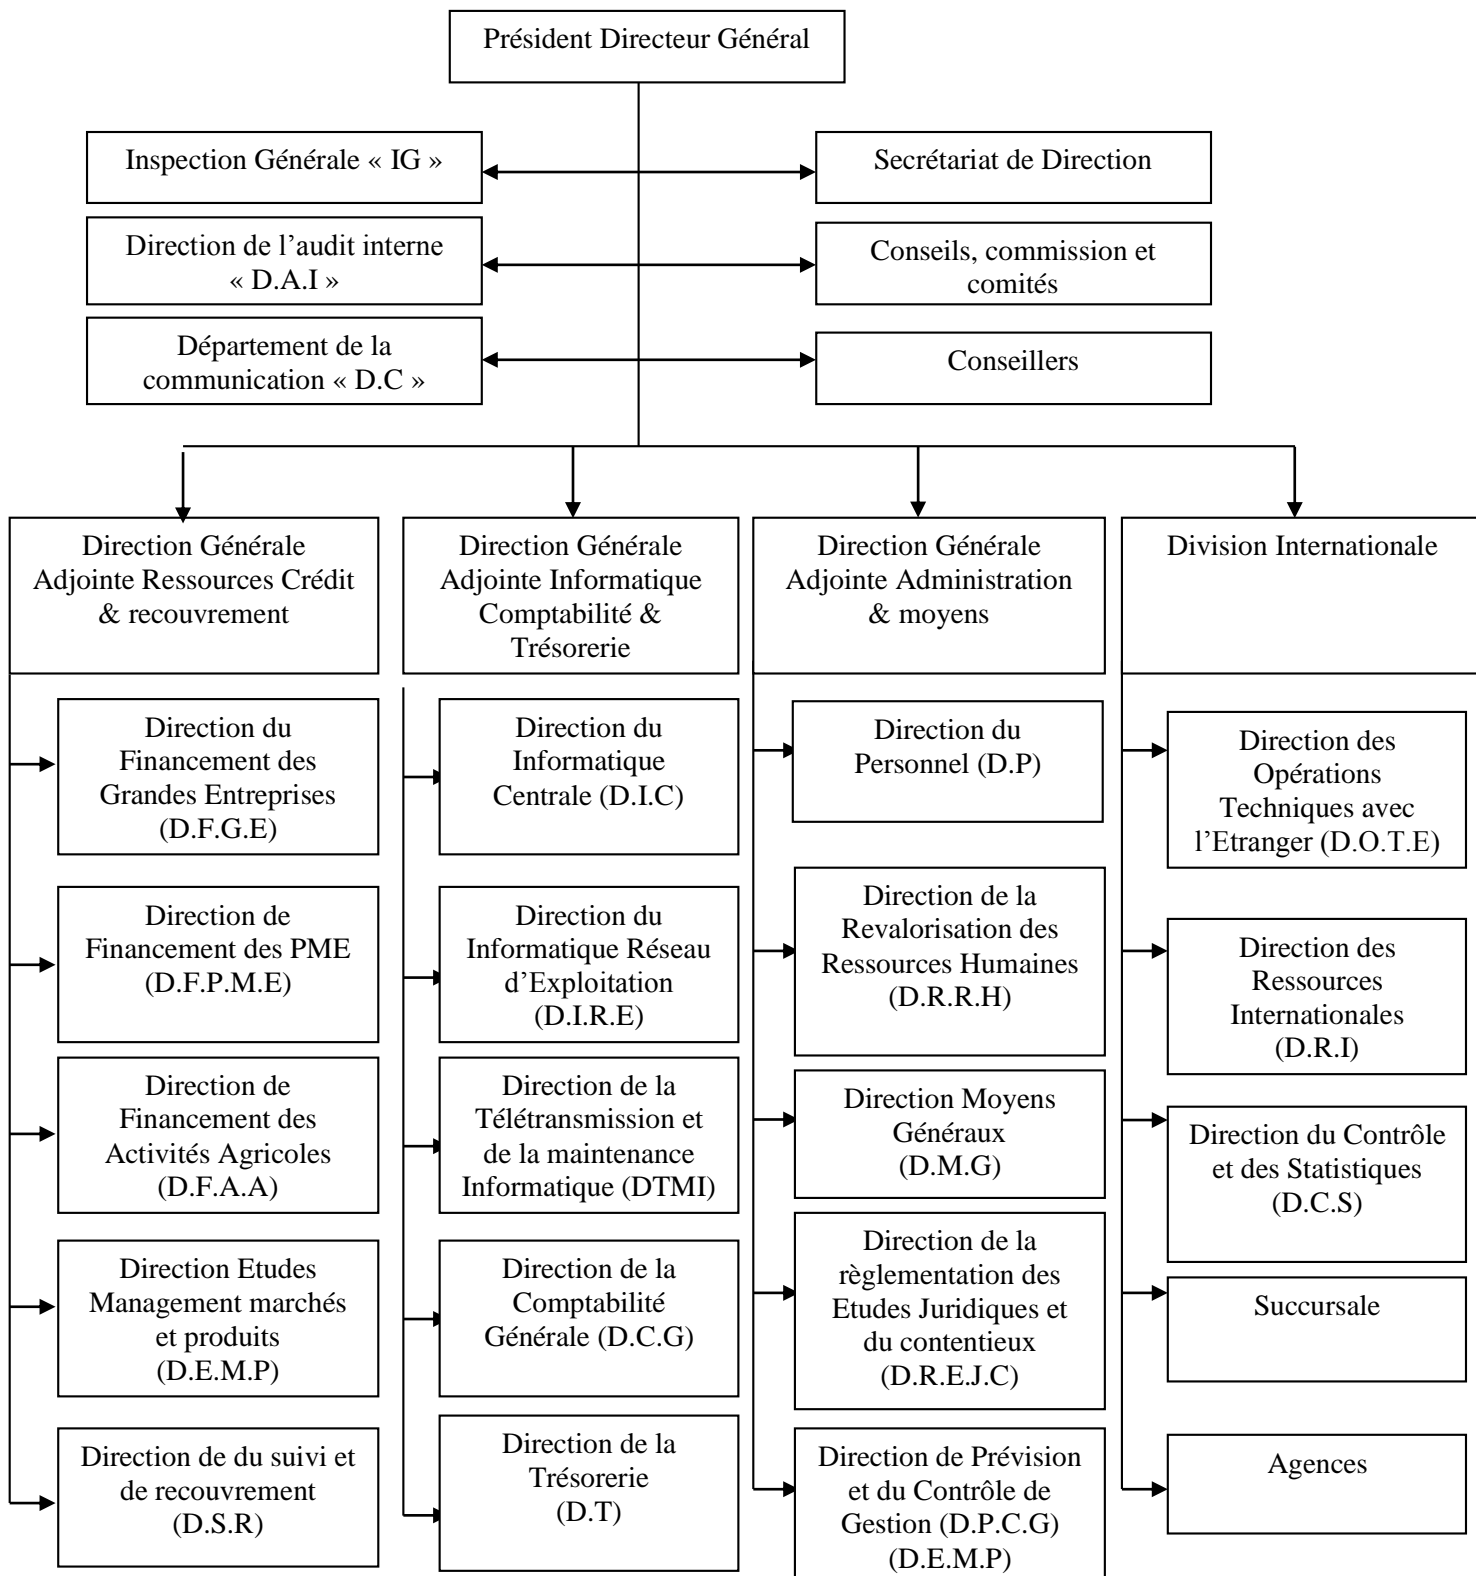 Président Directeur Général
Inspection Générale « IG »
Secrétariat de Direction
Direction de l’audit interne
« D.A.I »
Conseils, commission et
comités
Département de la
communication « D.C »
Conseillers
Direction Générale
Adjointe Ressources Crédit
& recouvrement
Direction Générale
Adjointe Informatique
Comptabilité &
Trésorerie
Direction Générale
Adjointe Administration
& moyens
Division Internationale
Direction du
Financement des
Grandes Entreprises
(D.F.G.E)
Direction de
Financement des PME
(D.F.P.M.E)
Direction de
Financement des
Activités Agricoles
(D.F.A.A)
Direction Etudes
Management marchés
et produits
(D.E.M.P)
Direction de du suivi et
de recouvrement
(D.S.R)
Direction du
Informatique
Centrale (D.I.C)
Direction du
Informatique Réseau
d’Exploitation
(D.I.R.E)
Direction de la
Télétransmission et
de la maintenance
Informatique (DTMI)
Direction de la
Comptabilité
Générale (D.C.G)
Direction de la
Trésorerie
(D.T)
Direction du
Personnel (D.P)
Direction de la
Revalorisation des
Ressources Humaines
(D.R.R.H)
Direction Moyens
Généraux
(D.M.G)
Direction de la
règlementation des
Etudes Juridiques et
du contentieux
(D.R.E.J.C)
Direction de Prévision
et du Contrôle de
Gestion (D.P.C.G)
(D.E.M.P)
Direction des
Opérations
Techniques avec
l’Etranger (D.O.T.E)
Direction des
Ressources
Internationales
(D.R.I)
Direction du Contrôle
et des Statistiques
(D.C.S)
Succursale
Agences